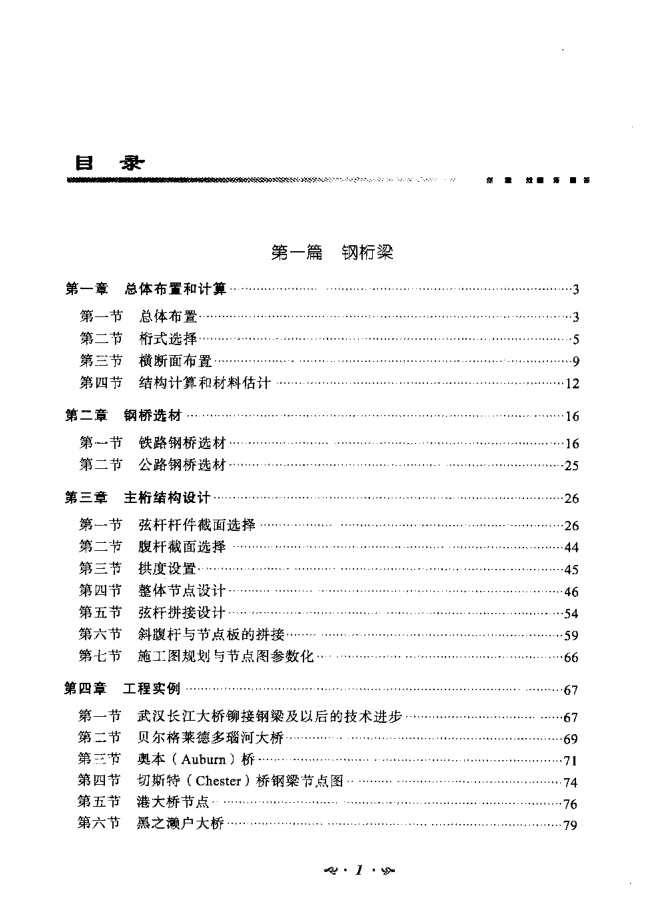 目 录
第一篇 钢桁梁
第一章 总体布置和计算……3
第一节 总体布置……3
第二节 桁式选择……5
第三节 横断面布置……9
第四节 结构计算和材料估计……12
第二章 钢桥选材……16
第一节 铁路钢桥选材……16
第二节 公路钢桥选材……25
第三章 主桁结构设计……26
第一节 弦杆杆件截面选择……26
第二节 腹杆截面选择……44
第三节 拱度设置……45
第四节 整体节点设计……46
第五节 弦杆拼接设计……54
第六节 斜腹杆与节点板的拼接……59
第七节 施工图规划与节点图参数化……66
第四章 工程实例……67
第一节 武汉长江大桥铆接钢梁及以后的技术进步……67
第二节 贝尔格莱德多瑙河大桥……69
第三节 奥本（Auburn）桥……71
第四节 切斯特（Chester）桥钢梁节点图……74
第五节 港大桥节点……76
第六节 黑之濑户大桥……79
·1·